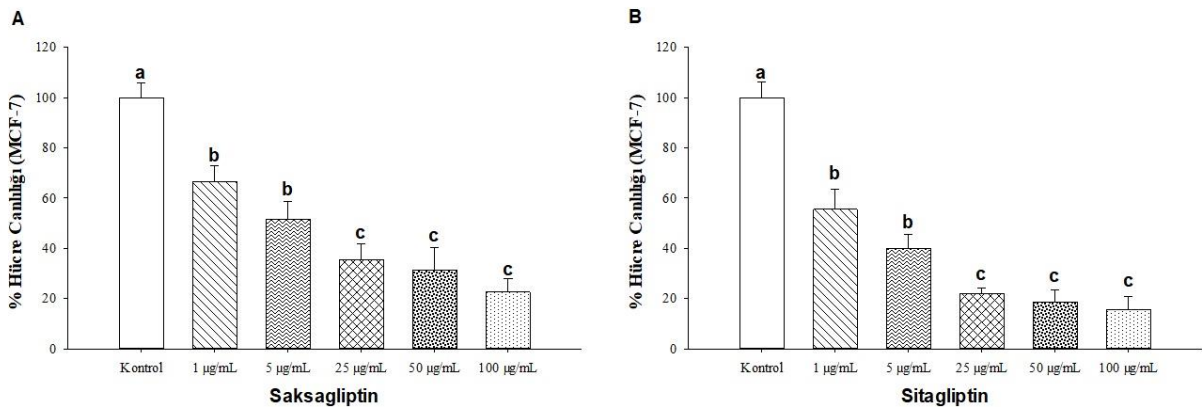 A
% Hücre Canlılığı (MCF-7)
120
100
80
60
40
20
0
a
b
b
c
c
c
Kontrol 1 µg/mL 5 µg/mL 25 µg/mL 50 µg/mL 100 µg/mL
Saksagliptin
B
% Hücre Canlılığı (MCF-7)
120
100
80
60
40
20
0
a
b
b
c
c
c
Kontrol 1 µg/mL 5 µg/mL 25 µg/mL 50 µg/mL 100 µg/mL
Sitagliptin